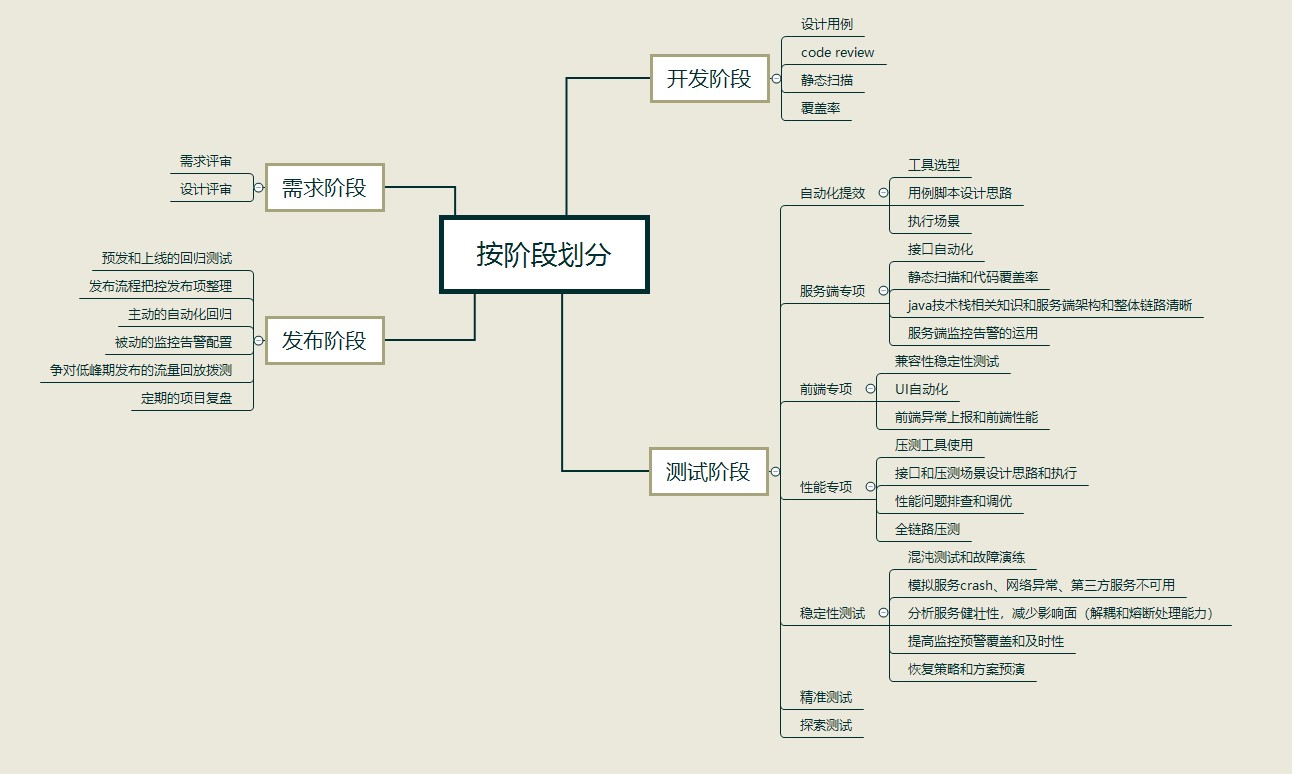 按阶段划分
需求阶段
需求评审
设计评审
开发阶段
设计用例
code review
静态扫描
覆盖率
测试阶段
自动化提效
工具选型
用例脚本设计思路
执行场景
服务端专项
接口自动化
静态扫描和代码覆盖率
java技术栈相关知识和服务端架构和整体链路清晰
服务端监控告警的运用
前端专项
兼容性稳定性测试
UI自动化
前端异常上报和前端性能
性能专项
压测工具使用
接口和压测场景设计思路和执行
性能问题排查和调优
全链路压测
稳定性测试
混沌测试和故障演练
模拟服务crash、网络异常、第三方服务不可用
分析服务健壮性，减少影响面（解耦和熔断处理能力）
提高监控预警覆盖和及时性
恢复策略和方案预演
精准测试
探索测试
发布阶段
预发和上线的回归测试
发布流程把控发布项整理
主动的自动化回归
被动的监控告警配置
争对低峰期发布的流量回放拨测
定期的项目复盘